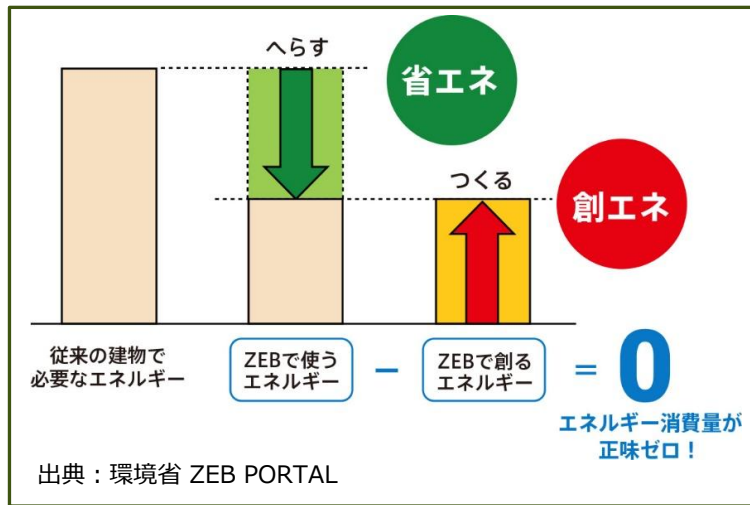 へらす
省エネ
つくる
創エネ
従来の建物で
必要なエネルギー
ZEBで使う
エネルギー
−
ZEBで創る
エネルギー
=
0
エネルギー消費量が
正味ゼロ！
出典：環境省 ZEB PORTAL